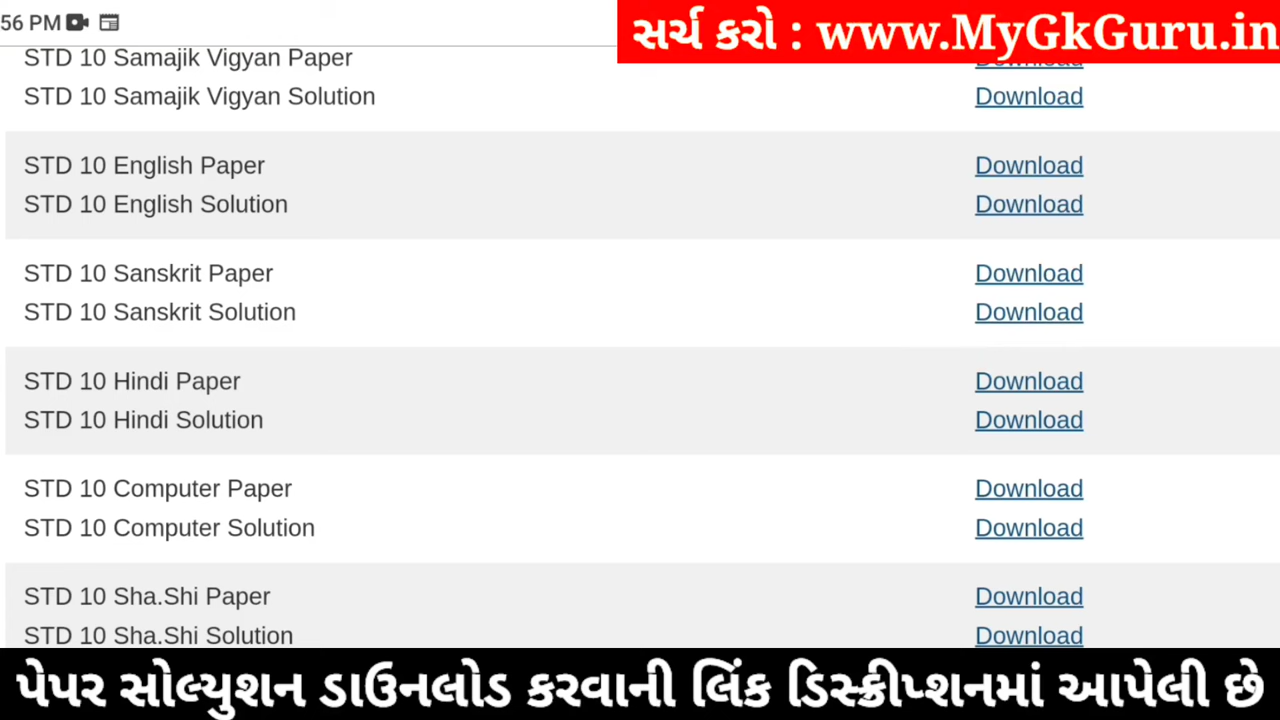 56 PM
સર્ચ કરો : www.MyGkGuru.in
STD 10 Samajik Vigyan Paper Download
STD 10 Samajik Vigyan Solution Download
STD 10 English Paper Download
STD 10 English Solution Download
STD 10 Sanskrit Paper Download
STD 10 Sanskrit Solution Download
STD 10 Hindi Paper Download
STD 10 Hindi Solution Download
STD 10 Computer Paper Download
STD 10 Computer Solution Download
STD 10 Sha.Shi Paper Download
STD 10 Sha.Shi Solution Download
પેપર સોલ્યુશન ડાઉનલોડ કરવાની લિંક ડિસ્ક્રીપ્શનમાં આપેલી છે